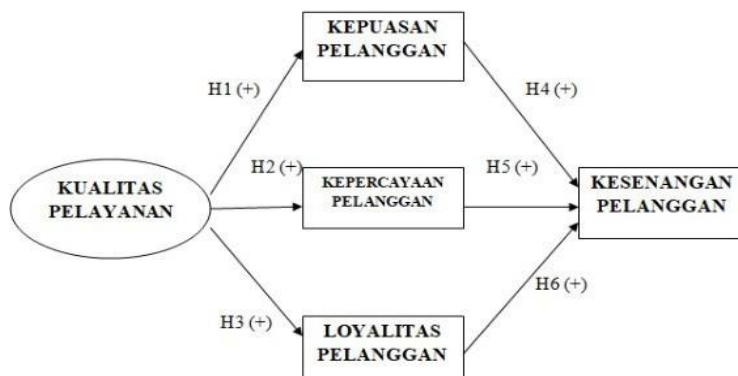 KEPUASAN
PELANGGAN
H1 (+)
H4 (+)
H2 (+)
H5 (+)
KUALITAS
PELAYANAN
KEPERCAYAAN
PELANGGAN
KESENANGAN
PELANGGAN
H3 (+)
H6 (+)
LOYALITAS
PELANGGAN